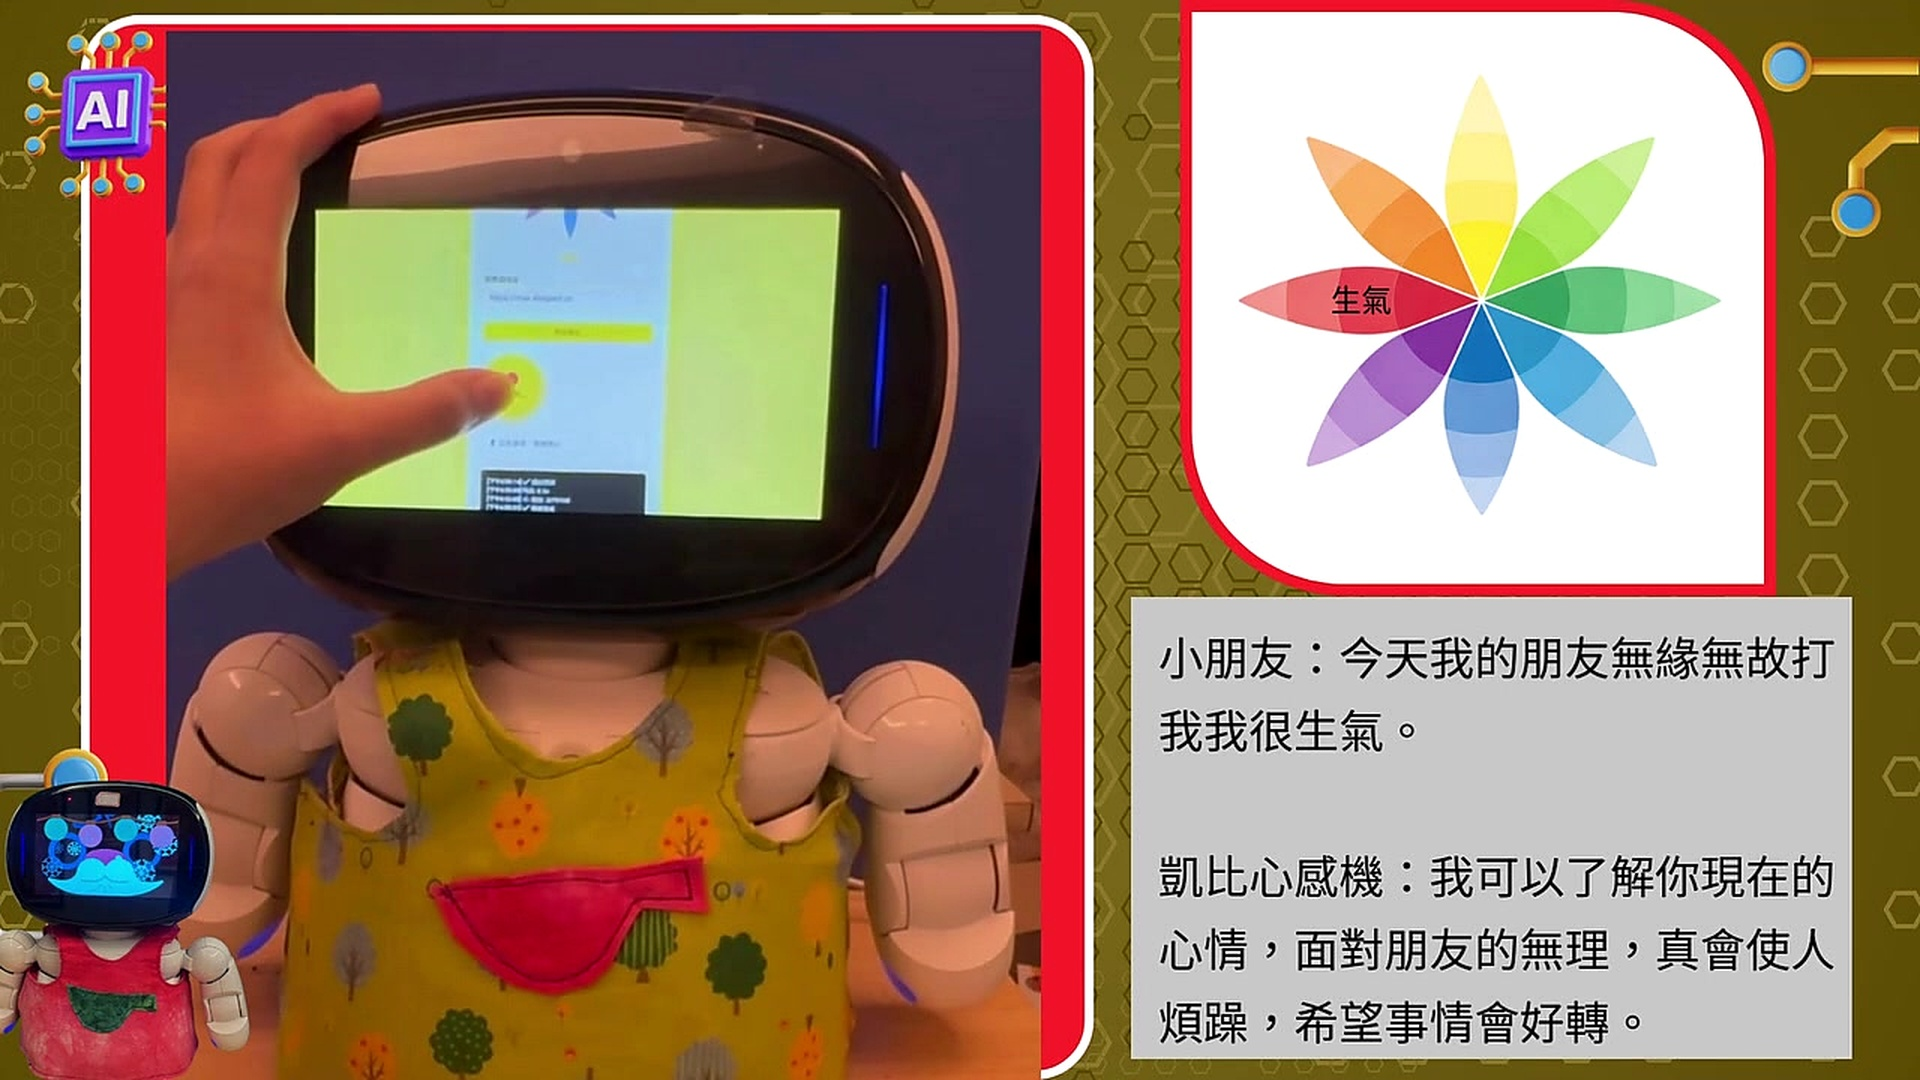 AI
生氣
小朋友：今天我的朋友無緣無故打
我我很生氣。
凱比心感機：我可以了解你現在的
心情，面對朋友的無理，真會使人
煩躁，希望事情會好轉。